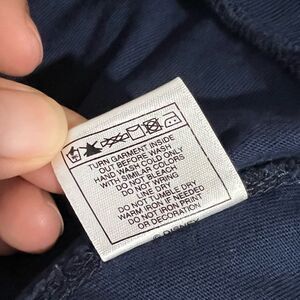 TURN GARMENT INSIDE
OUT BEFORE WASH
HAND WASH COLD ONLY
WITH SIMILAR COLORS
DO NOT BLEACH
DO NOT WRING
LINE DRY
DO NOT TUMBLE DRY
WARM IRON IF NEEDED
DO NOT IRON PRINT
OR DECORATION
© DISNEY